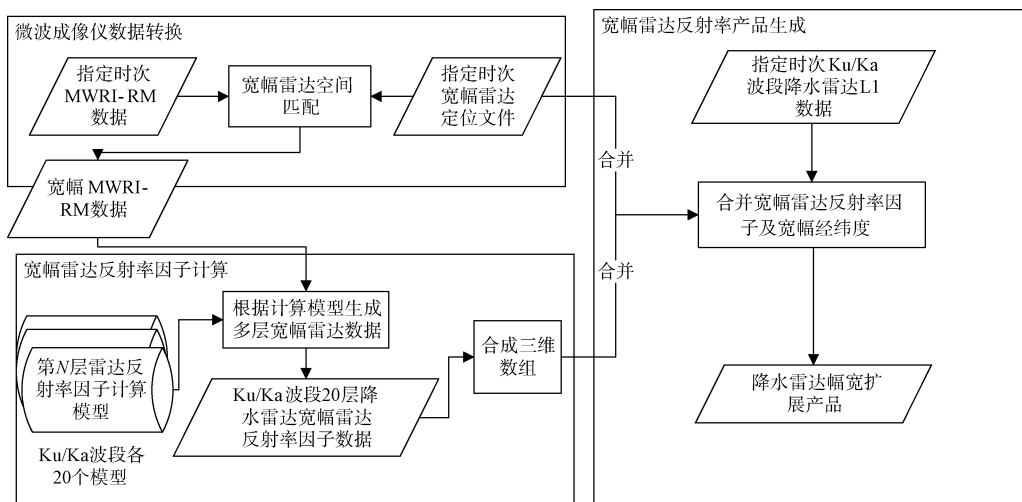 微波成像仪数据转换
指定时次
MWRI-RM
数据
宽幅雷达空间
匹配
指定时次
宽幅雷达
定位文件
宽幅MWRI-
RM数据
宽幅雷达反射率因子计算
第N层雷达反
射率因子计算
模型
Ku/Ka波段各
20个模型
根据计算模型生成
多层宽幅雷达数据
Ku/Ka波段20层降
水雷达宽幅雷达
反射率因子数据
合成三维
数组
合并
合并
宽幅雷达反射率产品生成
指定时次Ku/Ka
波段降水雷达L1
数据
合并宽幅雷达反射率因
子及宽幅经纬度
降水雷达幅宽扩
展产品